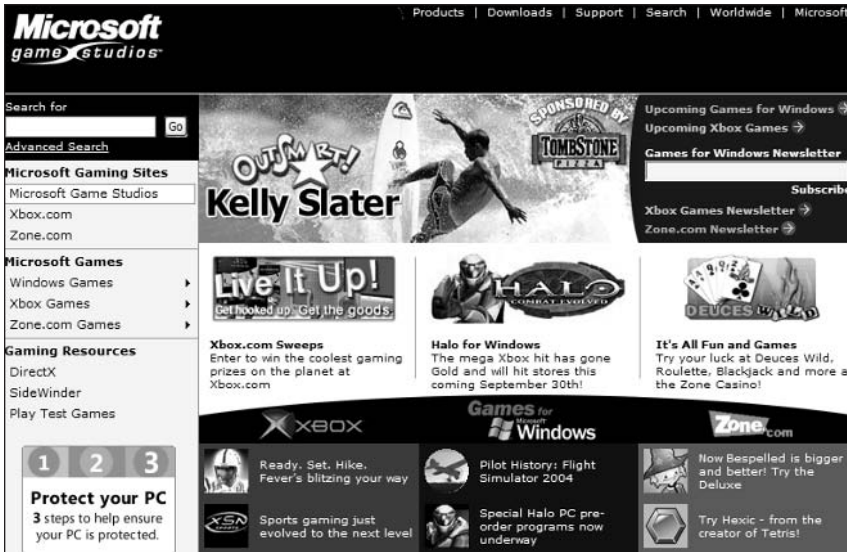 Microsoft
game studios
Products | Downloads | Support | Search | Worldwide | Microsoft
Search for
Go
Advanced Search
Microsoft Gaming Sites
Microsoft Game Studios
Xbox.com
Zone.com
Microsoft Games
Windows Games
Xbox Games
Zone.com Games
Gaming Resources
DirectX
SideWinder
Play Test Games
1 2 3
Protect your PC
3 steps to help ensure
your PC is protected.
OUTSMART!
Kelly Slater
SPONSORED BY
TOMBSTONE
PIZZA
Upcoming Games for Windows
Upcoming Xbox Games
Games for Windows Newsletter
Subscribe
Xbox Games Newsletter
Zone.com Newsletter
Live It Up!
Get hooked up. Get the goods.
Xbox.com Sweeps
Enter to win the coolest gaming
prizes on the planet at
Xbox.com
HALO
COMBAT EVOLVED
Halo for Windows
The mega Xbox hit has gone
Gold and will hit stores this
coming September 30th!
DEUCES WILD
It's All Fun and Games
Try your luck at Deuces Wild,
Roulette, Blackjack and more a
the Zone Casino!
XBOX
Games for
Microsoft
Windows
Zone.com
Ready. Set. Hike.
Fever's blitzing your way
XSN
SPORTS
Sports gaming just
evolved to the next level
Pilot History: Flight
Simulator 2004
Special Halo PC pre-
order programs now
underway
Now Bespelled is bigger
and better! Try the
Deluxe
Try Hexic - from the
creator of Tetris!